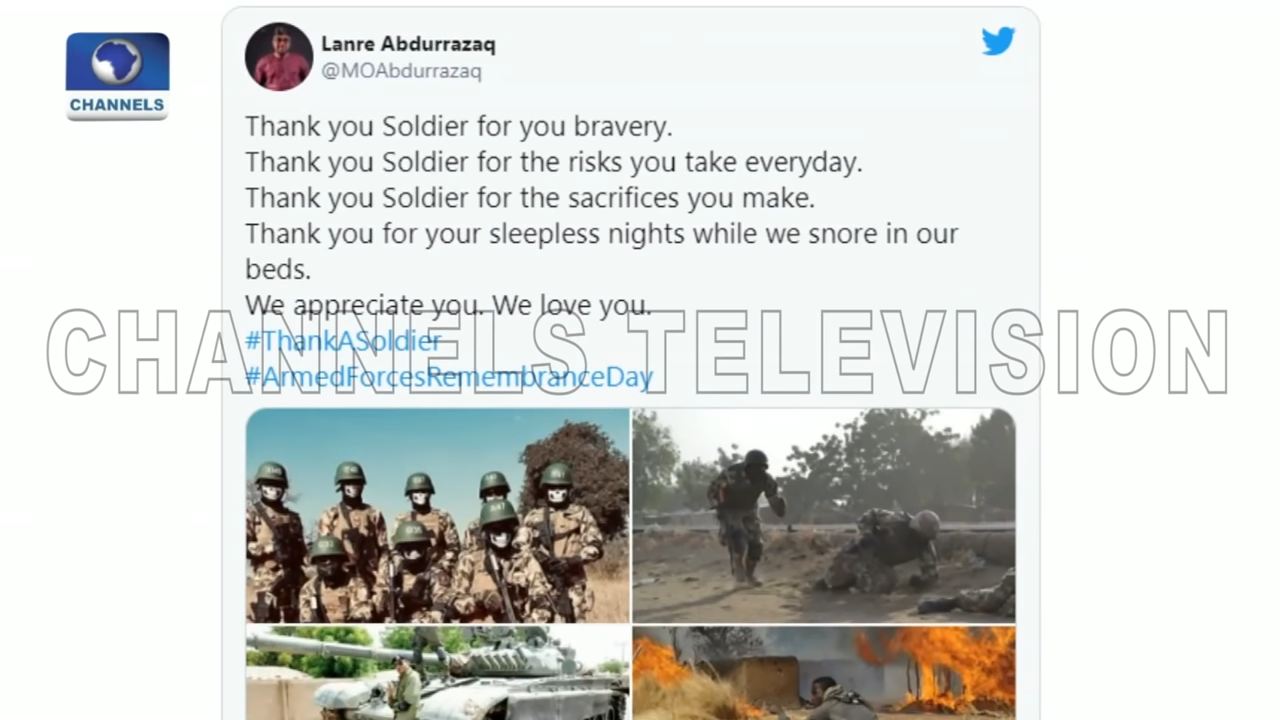 CHANNELS
Lanre Abdurrazaq
@MOAbdurrazaq
Thank you Soldier for you bravery.
Thank you Soldier for the risks you take everyday.
Thank you Soldier for the sacrifices you make.
Thank you for your sleepless nights while we snore in our
beds.
We appreciate you. We love you.
#ThankASoldier
#ArmedForcesRemembranceDay
CHANNELS TELEVISION